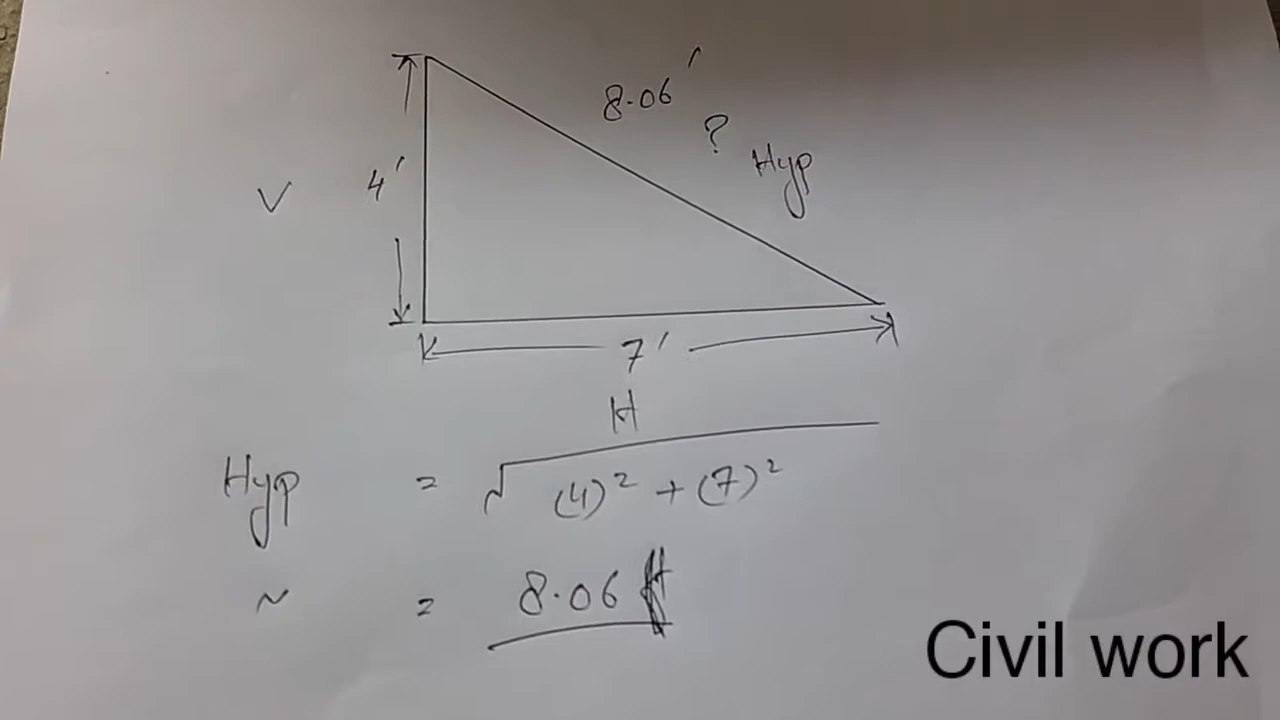 8.06'
?
Hyp
V 4'
7'
H
Hyp = √(4)² + (7)²
~ = 8.06 ft
Civil work